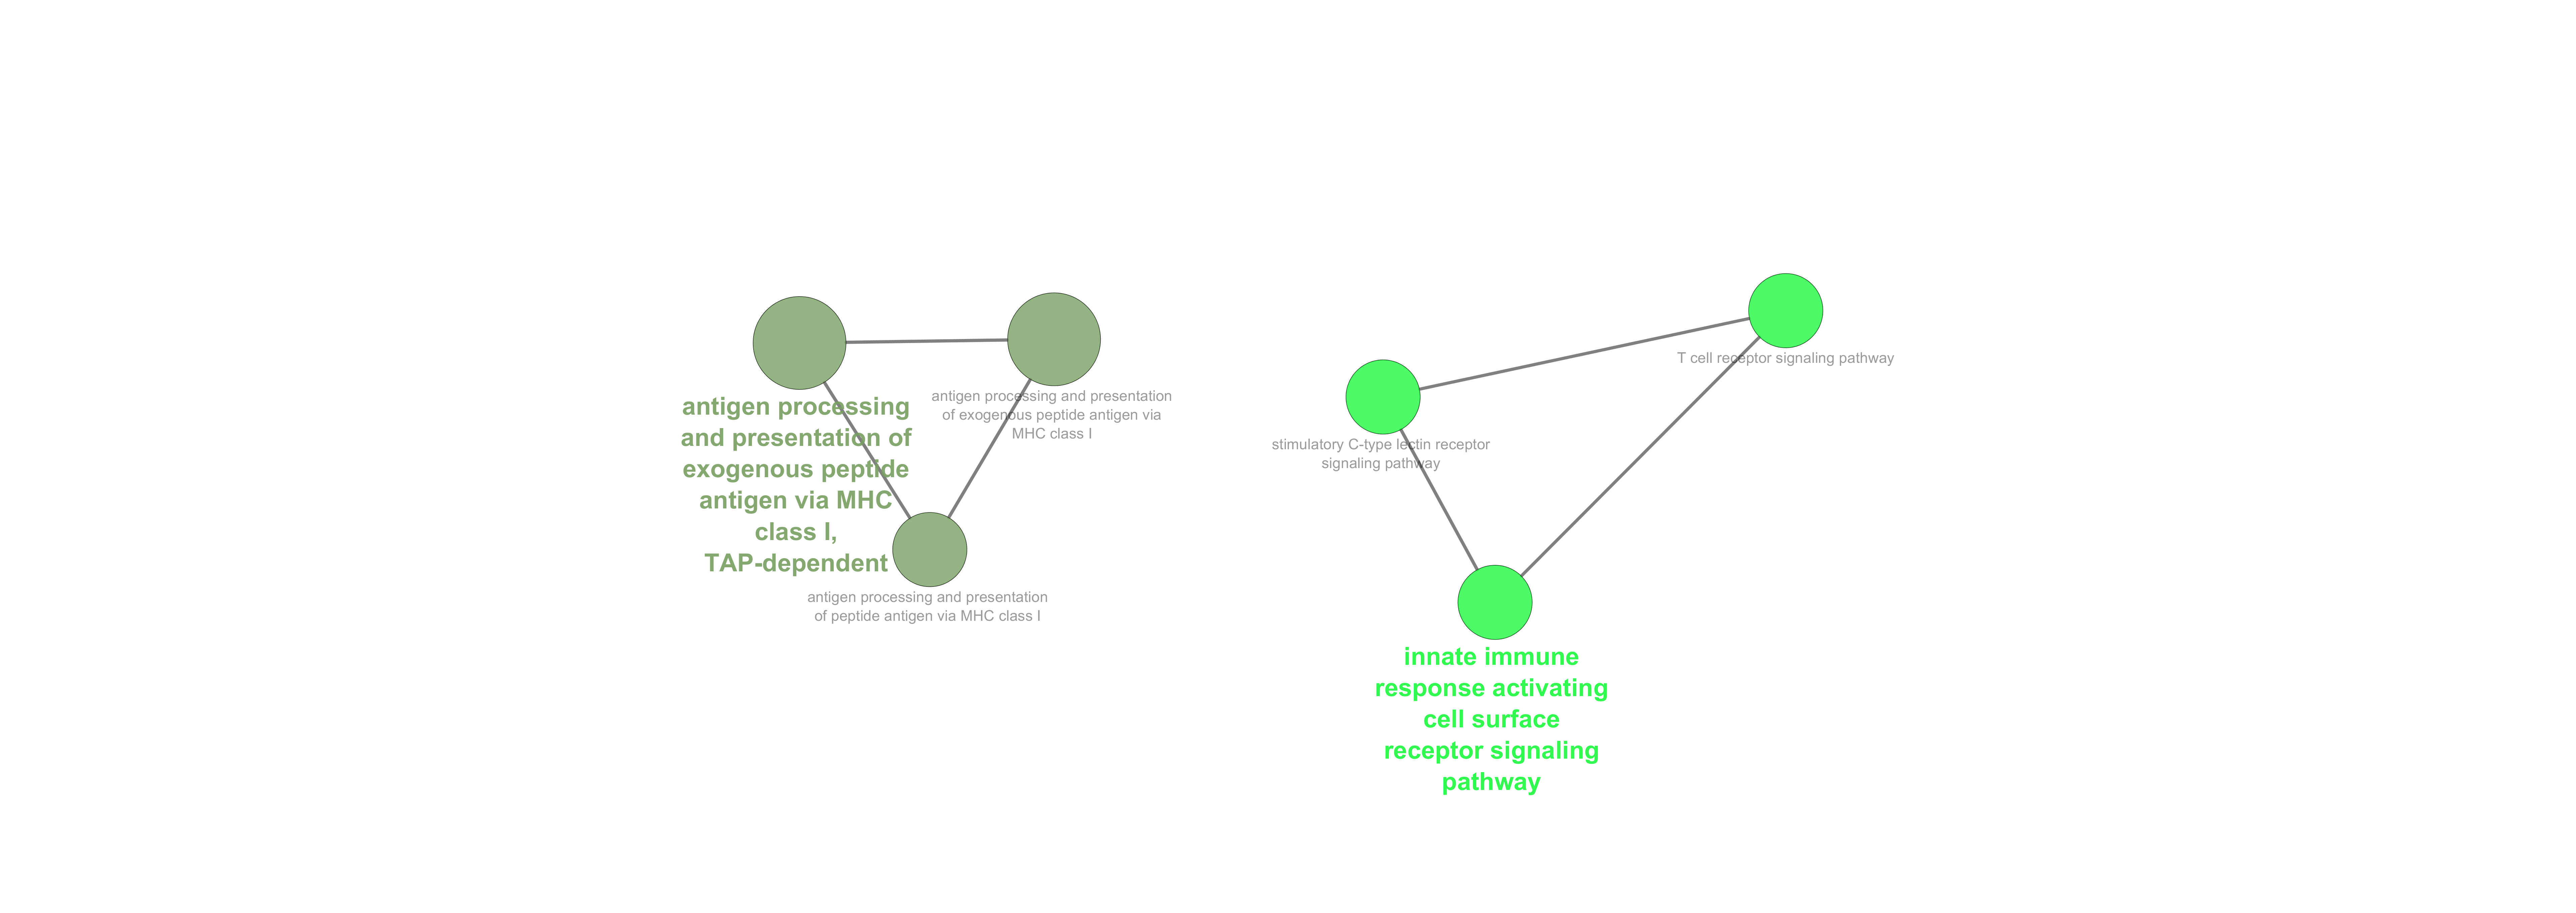 antigen processing
and presentation of
exogenous peptide
antigen via MHC
class I,
TAP-dependent
antigen processing and presentation
of exogenous peptide antigen via
MHC class I
antigen processing and presentation
of peptide antigen via MHC class I
T cell receptor signaling pathway
stimulatory C-type lectin receptor
signaling pathway
innate immune
response activating
cell surface
receptor signaling
pathway